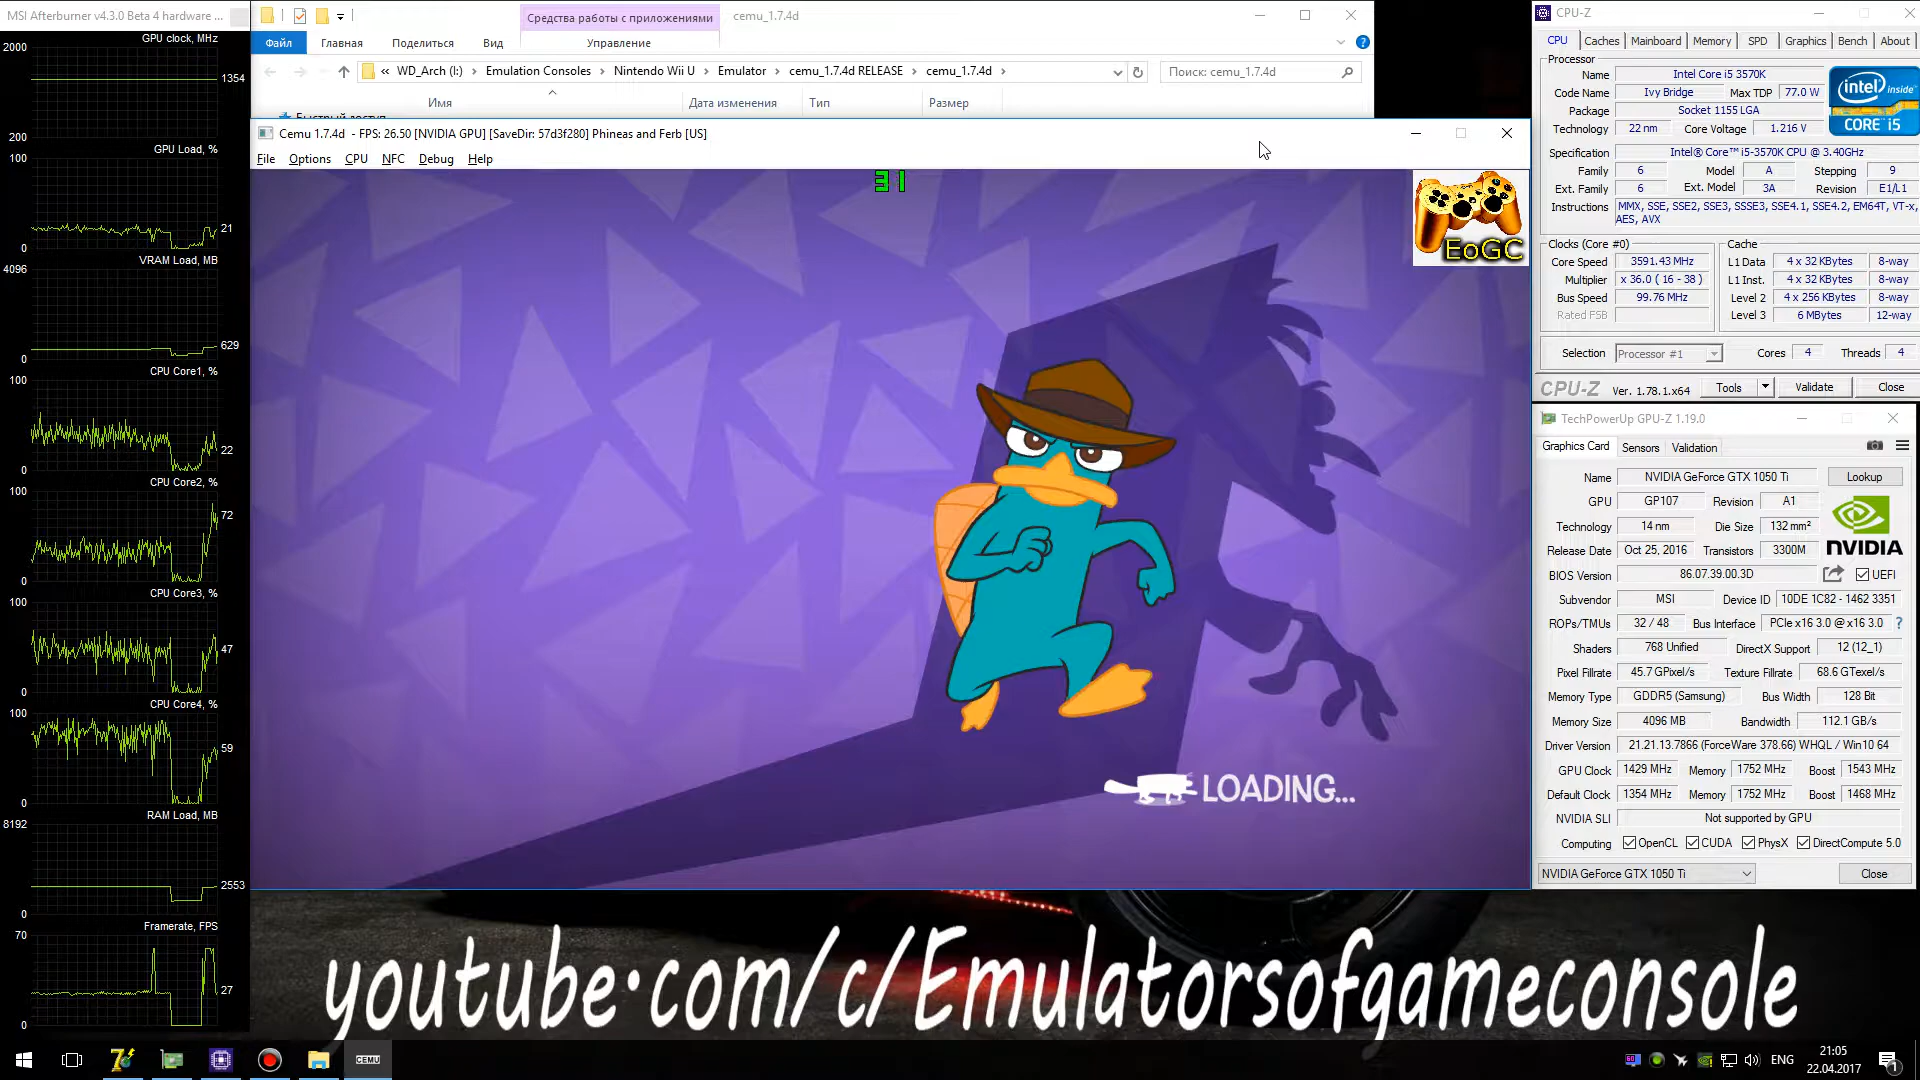 MSI Afterburner v4.3.0 Beta 4 hardware ...
GPU clock, MHz
2000
1354
200
GPU Load, %
100
21
0
VRAM Load, MB
4096
629
0
CPU Core1, %
100
22
0
CPU Core2, %
100
72
0
CPU Core3, %
100
47
0
CPU Core4, %
100
59
0
RAM Load, MB
8192
2553
0
Framerate, FPS
70
27
0
Средства работы с приложениями
cemu_1.7.4d
Файл
Главная
Поделиться
Вид
Управление
« WD_Arch (I:) › Emulation Consoles › Nintendo Wii U › Emulator › cemu_1.7.4d RELEASE › cemu_1.7.4d ›
Поиск: cemu_1.7.4d
Имя
Дата изменения
Тип
Размер
Быстрый доступ
Cemu 1.7.4d - FPS: 26.50 [NVIDIA GPU] [SaveDir: 57d3f280] Phineas and Ferb [US]
File Options CPU NFC Debug Help
31
EoGC
LOADING...
CPU-Z
CPU Caches Mainboard Memory SPD Graphics Bench About
Processor
Name Intel Core i5 3570K
Code Name Ivy Bridge Max TDP 77.0 W
Package Socket 1155 LGA
Technology 22 nm Core Voltage 1.216 V
intel inside CORE i5
Specification Intel® Core™ i5-3570K CPU @ 3.40GHz
Family 6 Model A Stepping 9
Ext. Family 6 Ext. Model 3A Revision E1/L1
Instructions MMX, SSE, SSE2, SSE3, SSSE3, SSE4.1, SSE4.2, EM64T, VT-x,
AES, AVX
Clocks (Core #0)
Core Speed 3591.43 MHz
Multiplier x 36.0 ( 16 - 38 )
Bus Speed 99.76 MHz
Rated FSB
Cache
L1 Data 4 x 32 KBytes 8-way
L1 Inst. 4 x 32 KBytes 8-way
Level 2 4 x 256 KBytes 8-way
Level 3 6 MBytes 12-way
Selection Processor #1 Cores 4 Threads 4
CPU-Z Ver. 1.78.1.x64 Tools Validate Close
TechPowerUp GPU-Z 1.19.0
Graphics Card Sensors Validation
Name NVIDIA GeForce GTX 1050 Ti Lookup
GPU GP107 Revision A1
Technology 14 nm Die Size 132 mm²
Release Date Oct 25, 2016 Transistors 3300M
NVIDIA
BIOS Version 86.07.39.00.3D UEFI
Subvendor MSI Device ID 10DE 1C82 - 1462 3351
ROPs/TMUs 32 / 48 Bus Interface PCIe x16 3.0 @ x16 3.0 ?
Shaders 768 Unified DirectX Support 12 (12_1)
Pixel Fillrate 45.7 GPixel/s Texture Fillrate 68.6 GTexel/s
Memory Type GDDR5 (Samsung) Bus Width 128 Bit
Memory Size 4096 MB Bandwidth 112.1 GB/s
Driver Version 21.21.13.7866 (ForceWare 378.66) WHQL / Win10 64
GPU Clock 1429 MHz Memory 1752 MHz Boost 1543 MHz
Default Clock 1354 MHz Memory 1752 MHz Boost 1468 MHz
NVIDIA SLI Not supported by GPU
Computing OpenCL CUDA PhysX DirectCompute 5.0
NVIDIA GeForce GTX 1050 Ti Close
youtube.com/c/Emulatorsofgameconsole
CEMU
ENG
21:05
22.04.2017
1